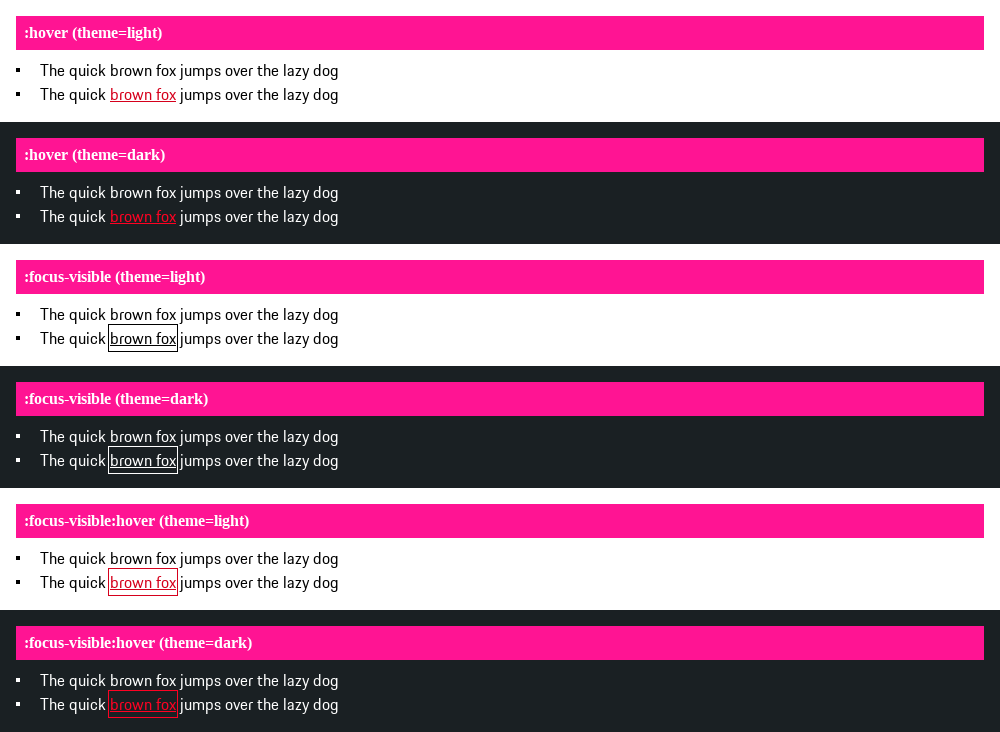 :hover (theme=light)
The quick brown fox jumps over the lazy dog
The quick brown fox jumps over the lazy dog
:hover (theme=dark)
The quick brown fox jumps over the lazy dog
The quick brown fox jumps over the lazy dog
:focus-visible (theme=light)
The quick brown fox jumps over the lazy dog
The quick brown fox jumps over the lazy dog
:focus-visible (theme=dark)
The quick brown fox jumps over the lazy dog
The quick brown fox jumps over the lazy dog
:focus-visible:hover (theme=light)
The quick brown fox jumps over the lazy dog
The quick brown fox jumps over the lazy dog
:focus-visible:hover (theme=dark)
The quick brown fox jumps over the lazy dog
The quick brown fox jumps over the lazy dog